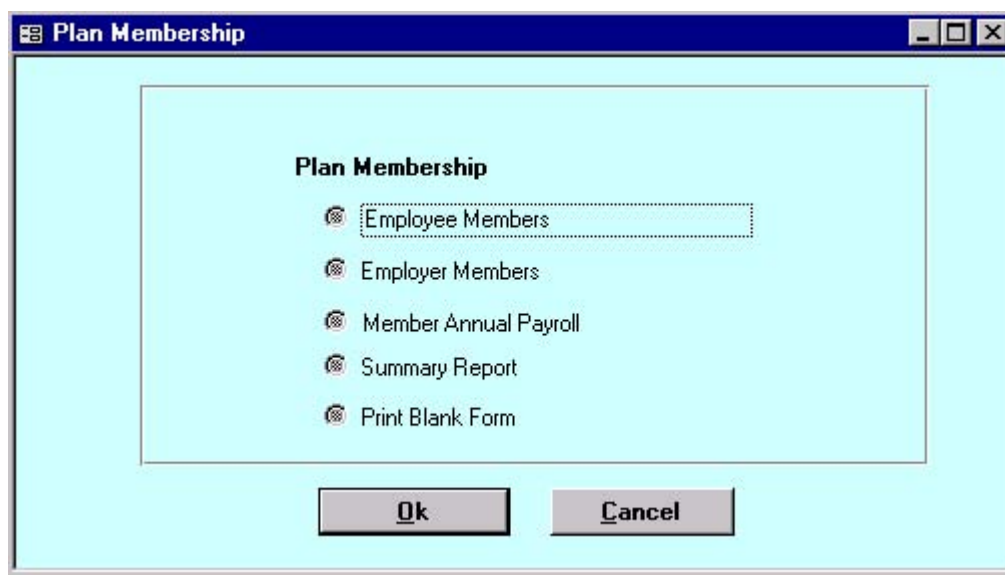 Plan Membership
Plan Membership
Employee Members
Employer Members
Member Annual Payroll
Summary Report
Print Blank Form
Ok Cancel